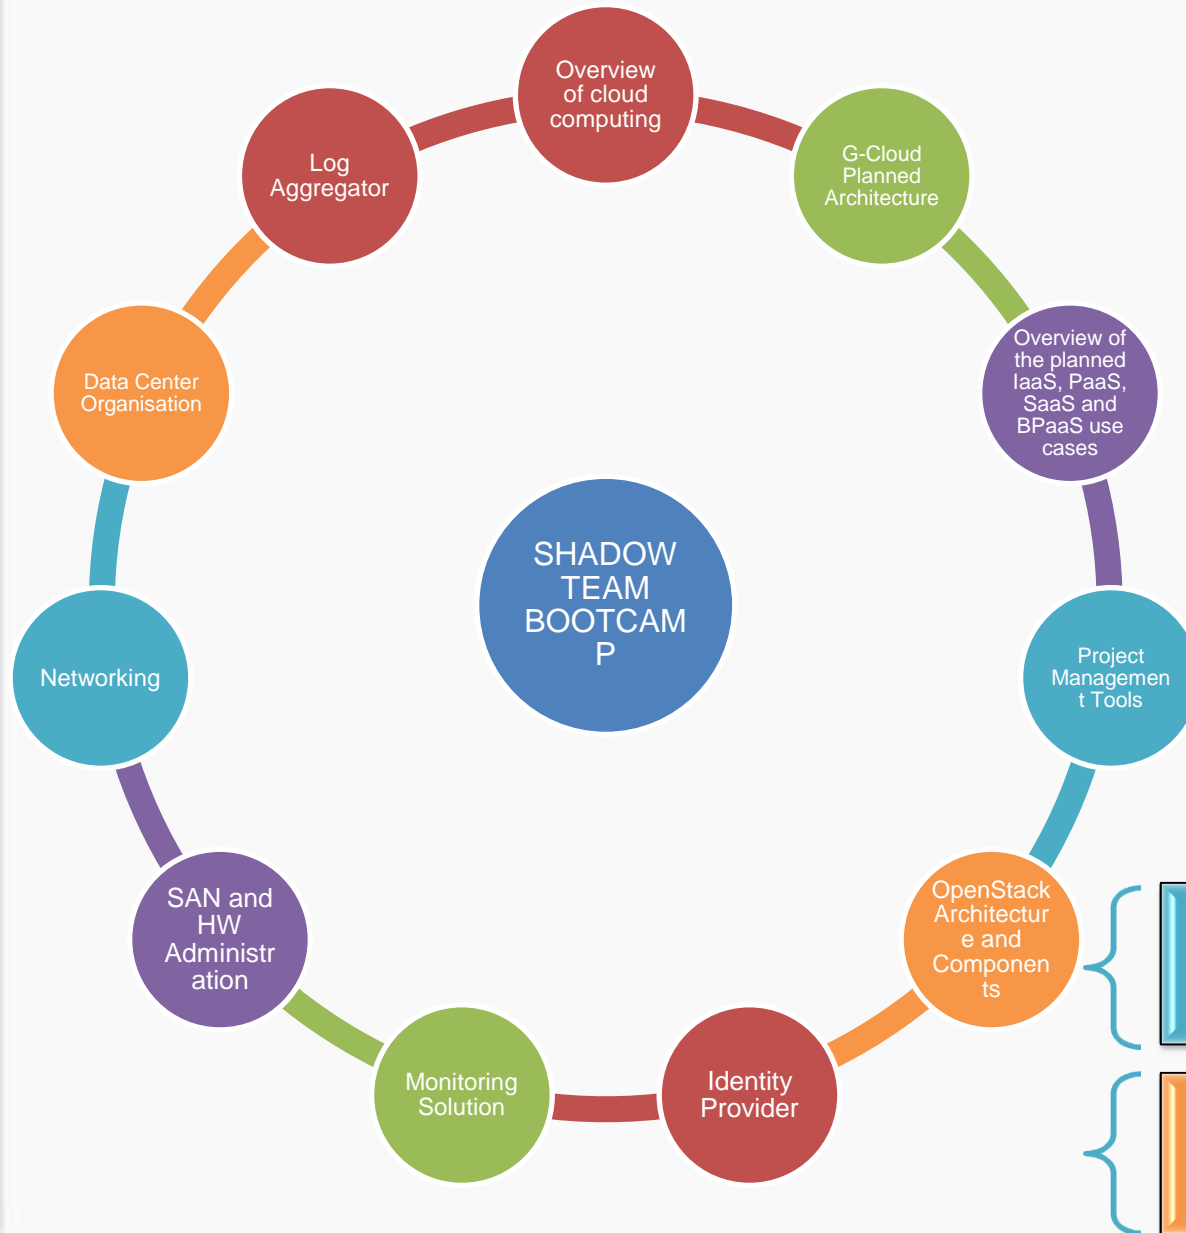 Overview
of cloud
computing
G-Cloud
Planned
Architecture
Overview of
the planned
IaaS, PaaS,
SaaS and
BPaaS use
cases
Project
Managemen
t Tools
OpenStack
Architectur
e and
Componen
ts
Identity
Provider
Monitoring
Solution
SAN and
HW
Administr
ation
Networking
Data Center
Organisation
Log
Aggregator
SHADOW
TEAM
BOOTCAM
P